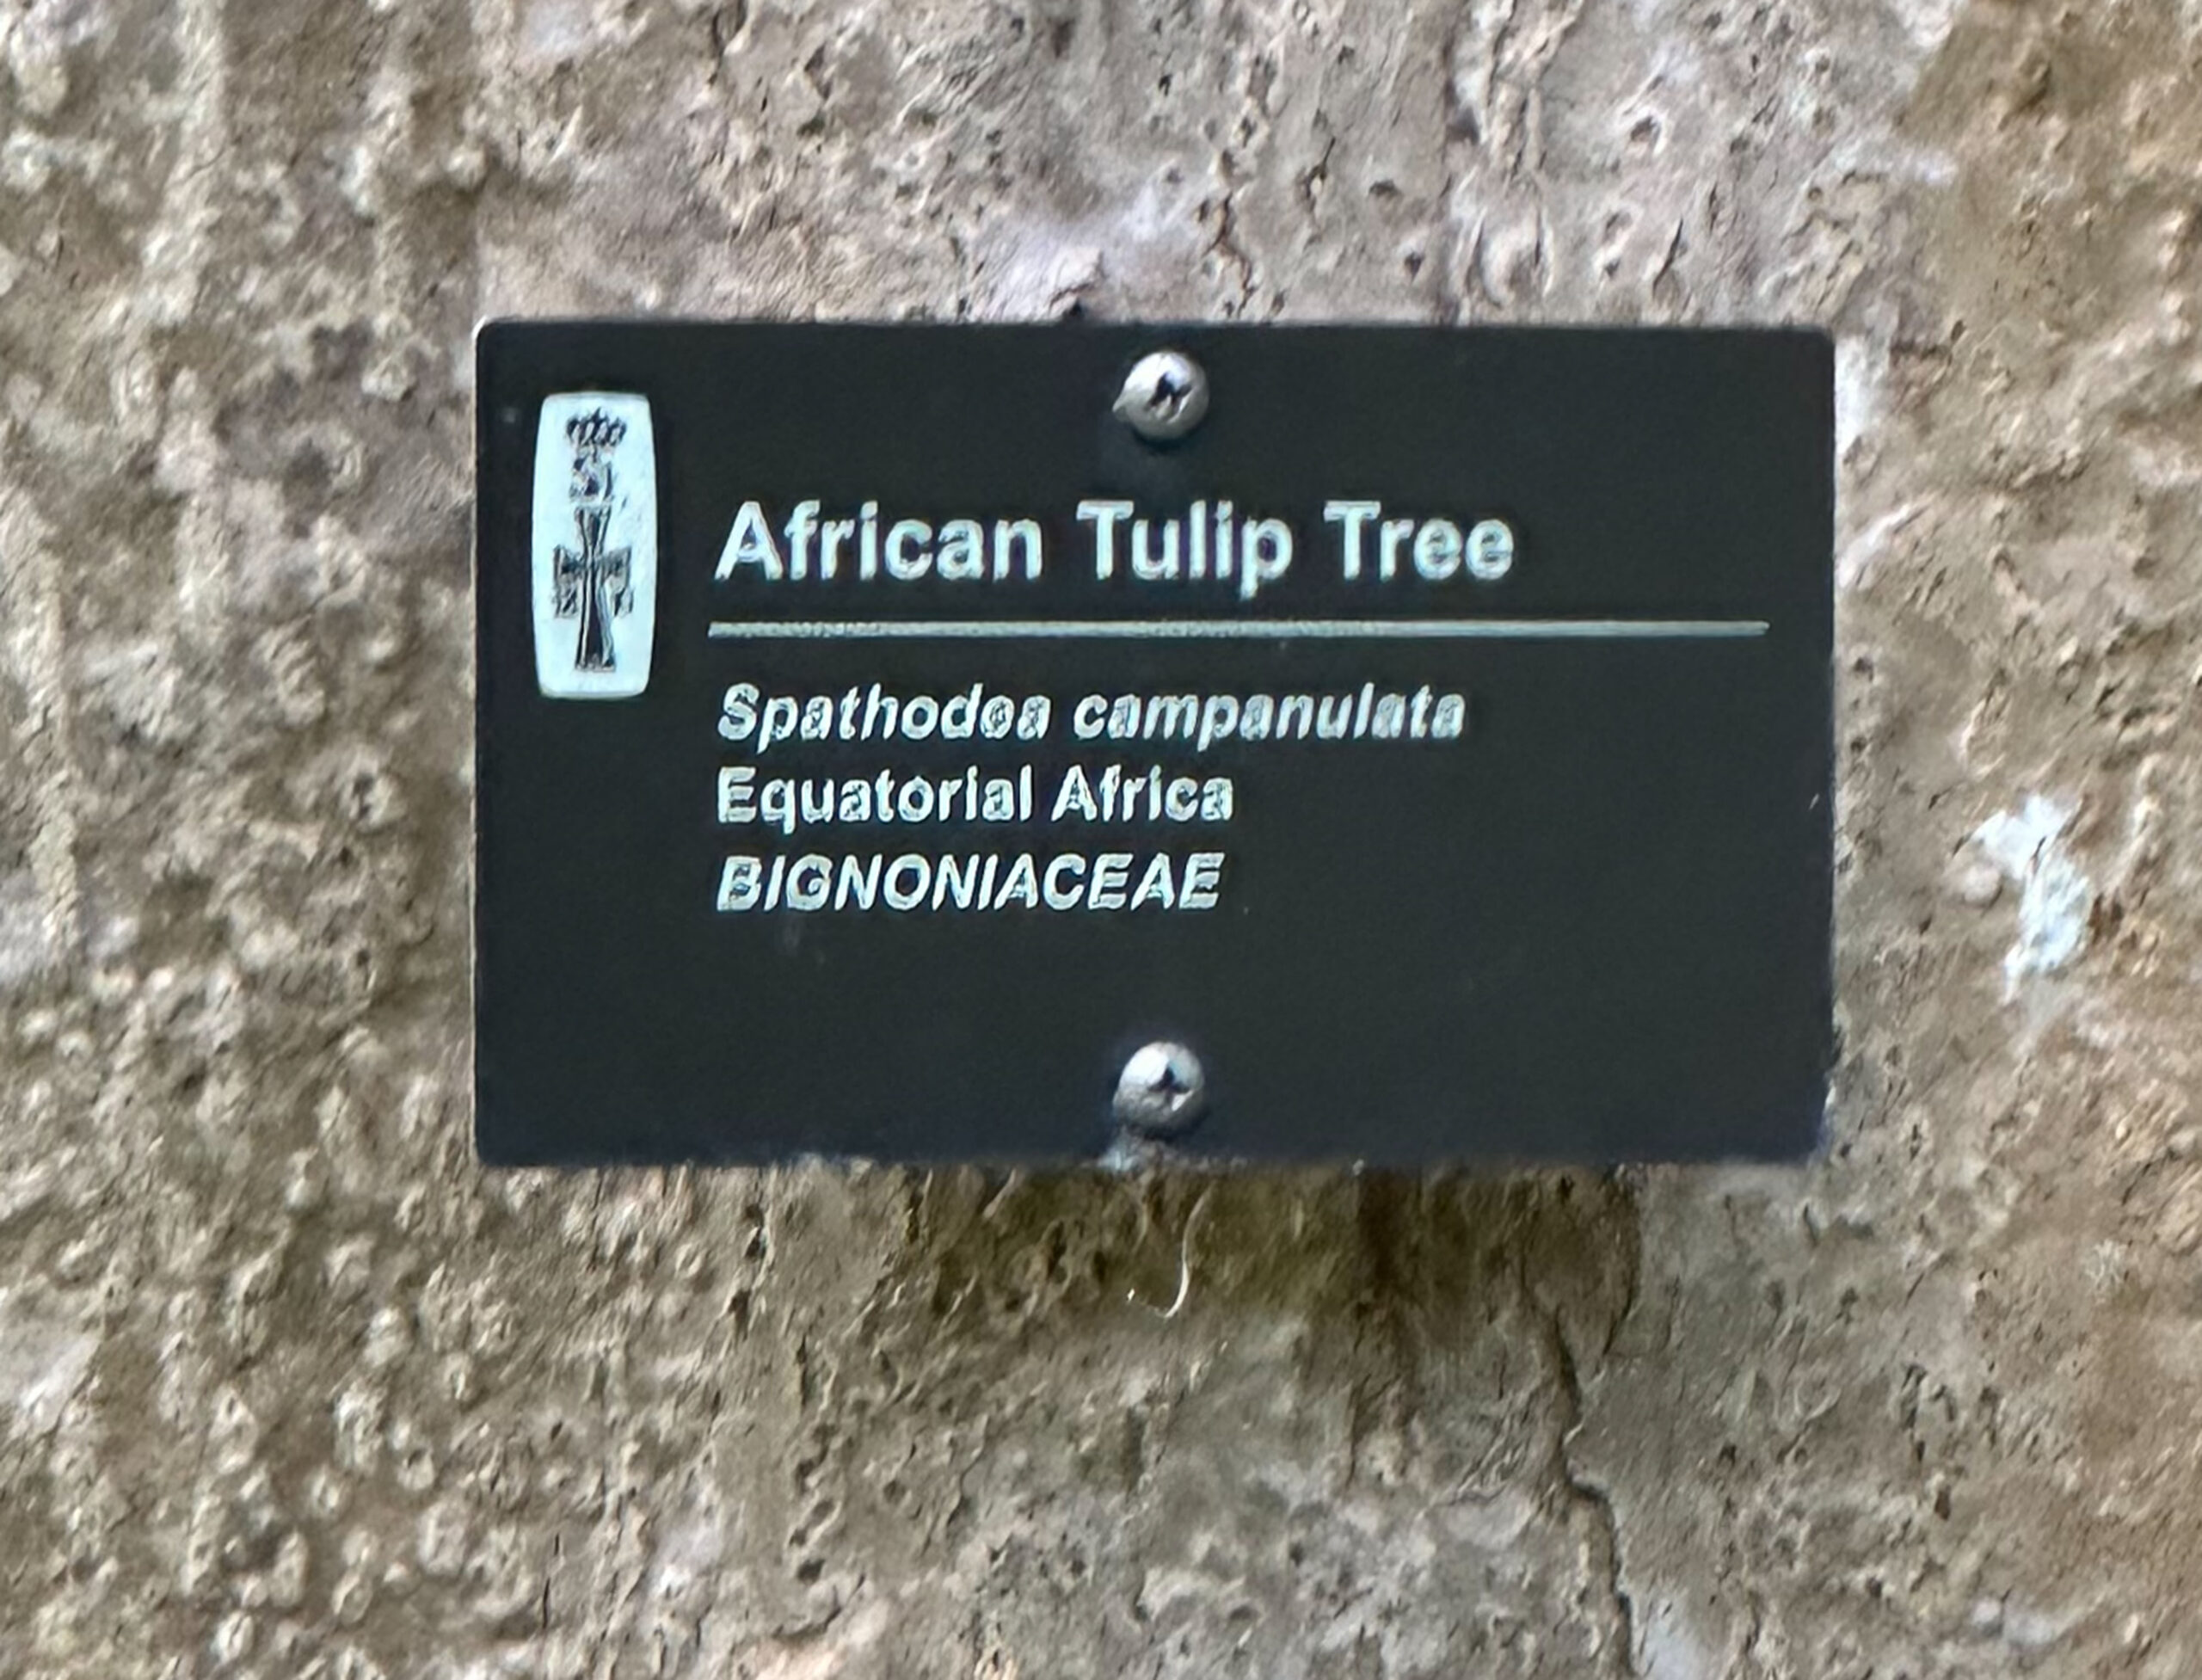 African Tulip Tree
Spathodea campanulata
Equatorial Africa
BIGNONIACEAE